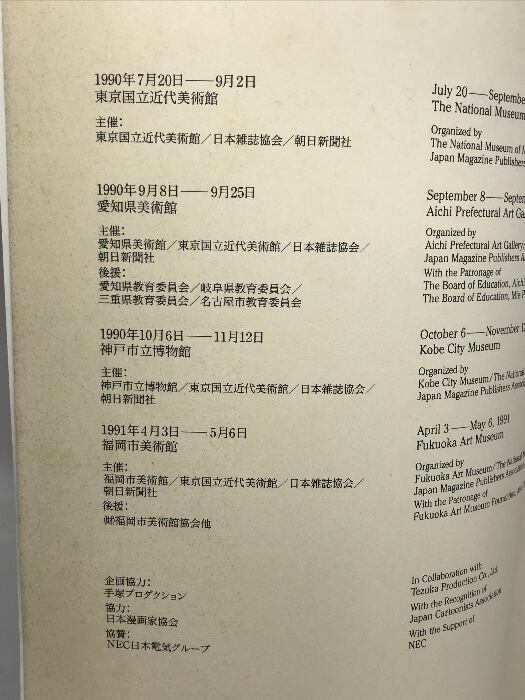 1990年7月20日——9月2日
東京国立近代美術館
主催：
東京国立近代美術館／日本雑誌協会／朝日新聞社
1990年9月8日——9月25日
愛知県美術館
主催：
愛知県美術館／東京国立近代美術館／日本雑誌協会／
朝日新聞社
後援：
愛知県教育委員会／岐阜県教育委員会／
三重県教育委員会／名古屋市教育委員会
1990年10月6日——11月12日
神戸市立博物館
主催：
神戸市立博物館／東京国立近代美術館／日本雑誌協会／
朝日新聞社
1991年4月3日——5月6日
福岡市美術館
主催：
福岡市美術館／東京国立近代美術館／日本雑誌協会／
朝日新聞社
後援：
㈶福岡市美術館協会他
企画協力：
手塚プロダクション
協力：
日本漫画家協会
協賛：
NEC日本電気グループ
July 20——Septembe
The National Museum
Organized by
The National Museum of
Japan Magazine Publishers
September 8——Septem
Aichi Prefectural Art Ga
Organized by
Aichi Prefectural Art Gallery/
Japan Magazine Publishers A
With the Patronage of
The Board of Education, Aichi
The Board of Education, Mie P
October 6——November 12
Kobe City Museum
Organized by
Kobe City Museum/The National
Japan Magazine Publishers Associa
April 3——May 6, 1991
Fukuoka Art Museum
Organized by
Fukuoka Art Museum/The National M
Japan Magazine Publishers Association
With the Patronage of
Fukuoka Art Museum Foundation, and
In Collaboration with
Tezuka Production Co., Ltd.
With the Recognition of
Japan Cartoonists Association
With the Support of
NEC